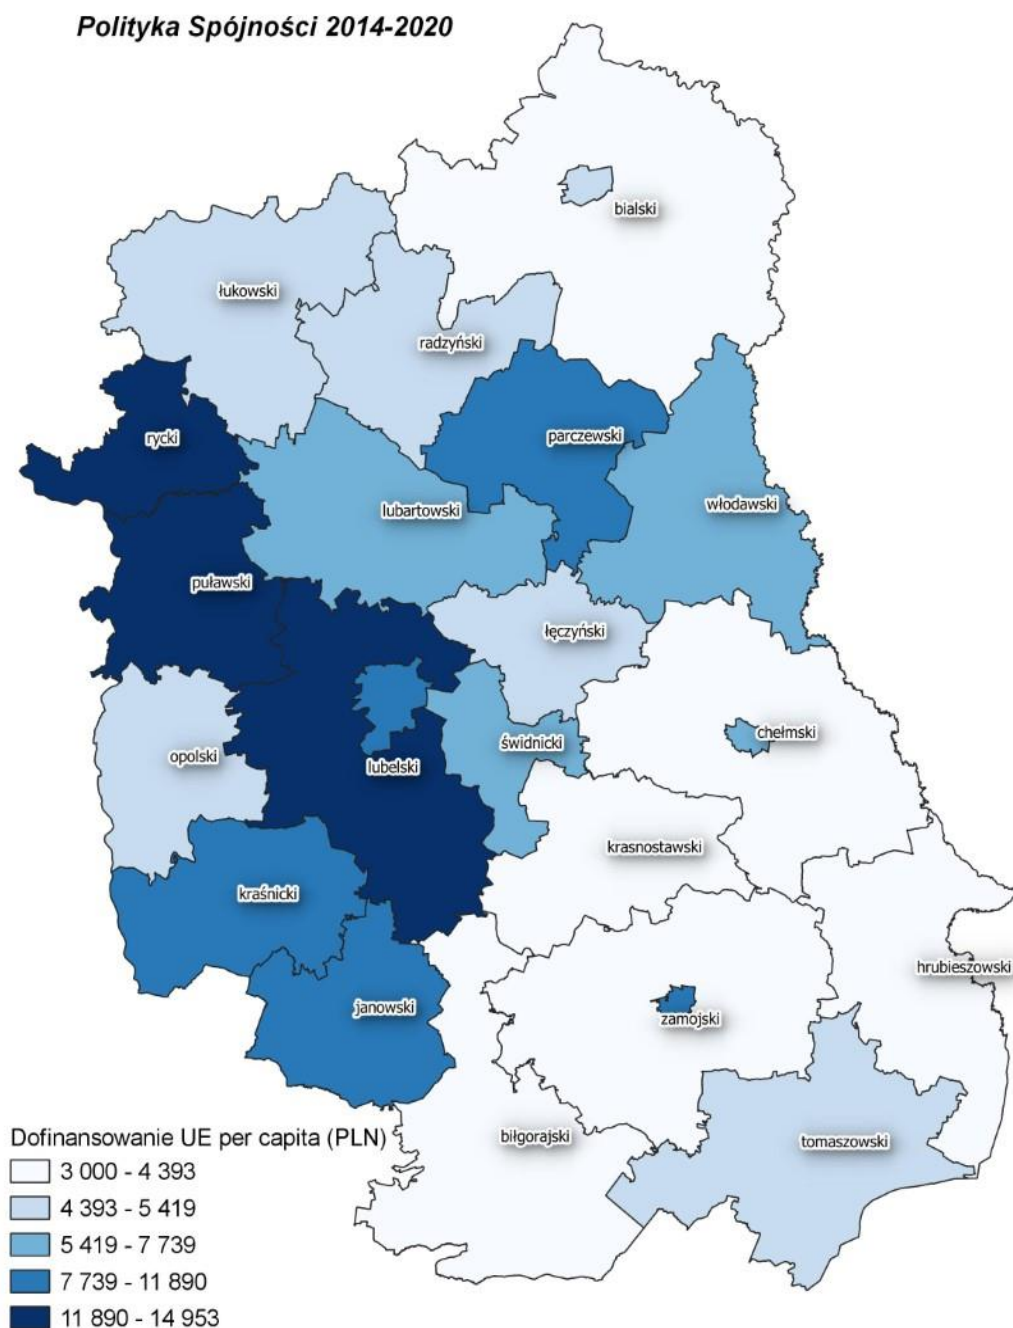 Polityka Spójności 2014-2020
bialski
łukowski
radzyński
rycki
parczewski
lubartowski
włodawski
puławski
łęczyński
opolski
świdnicki
chełmski
lubelski
krasnostawski
kraśnicki
hrubieszowski
janowski
zamojski
biłgorajski
tomaszowski
Dofinansowanie UE per capita (PLN)
3 000 - 4 393
4 393 - 5 419
5 419 - 7 739
7 739 - 11 890
11 890 - 14 953